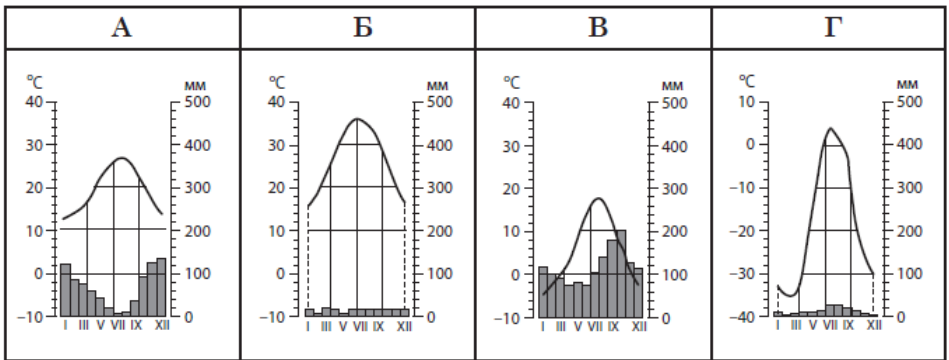 А Б В Г
°С мм °С мм °С мм °С мм
40 500 40 500 40 500 10 500
30 400 30 400 30 400 0 400
20 300 20 300 20 300 −10 300
10 200 10 200 10 200 −20 200
0 100 0 100 0 100 −30 100
−10 0 −10 0 −10 0 −40 0
I III V VII IX XII I III V VII IX XII I III V VII IX XII I III V VII IX XII